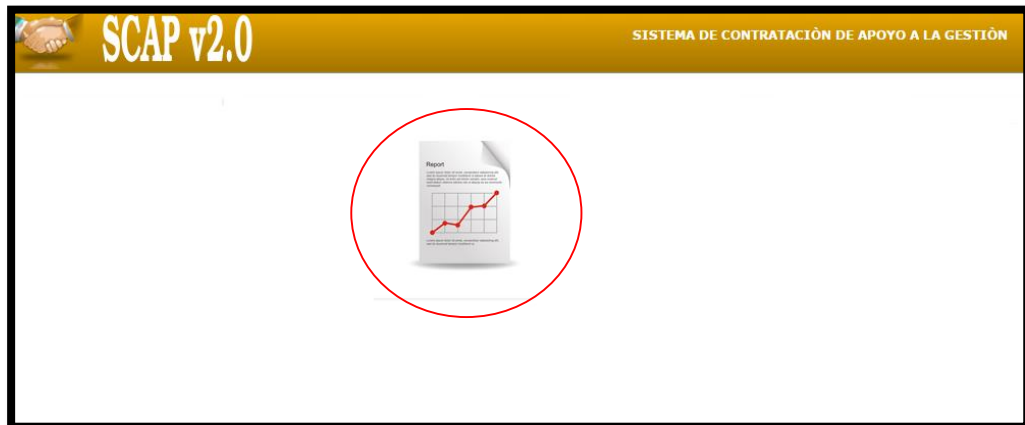 SCAP v2.0
SISTEMA DE CONTRATACIÒN DE APOYO A LA GESTIÒN
Report